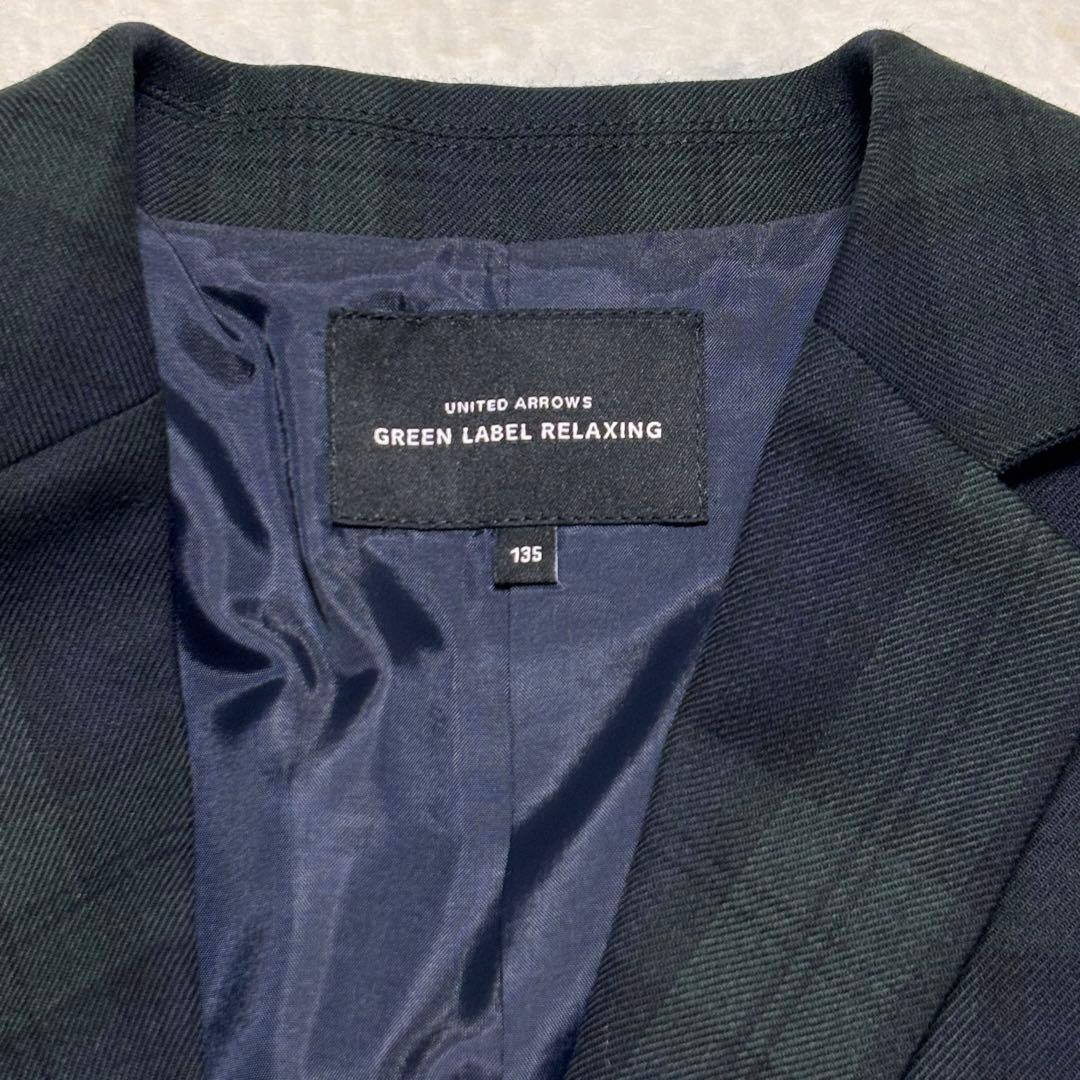 UNITED ARROWS
GREEN LABEL RELAXING
135